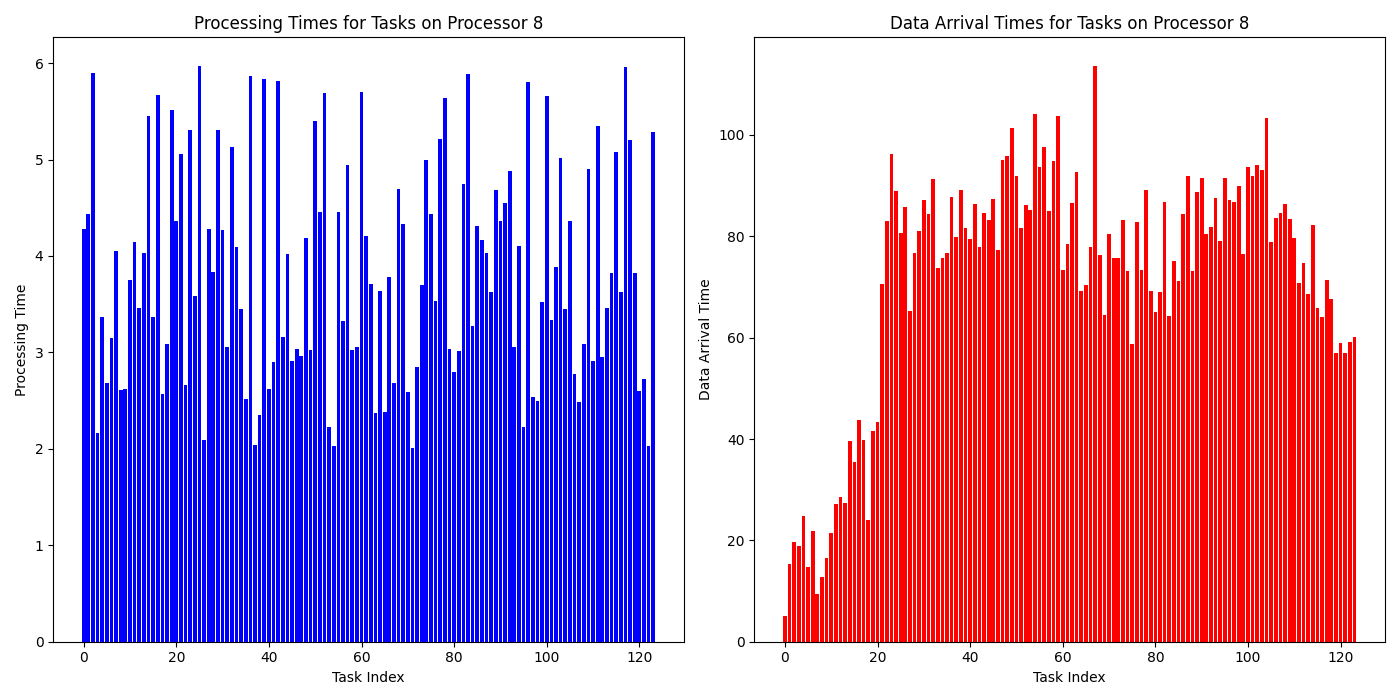 Processing Times for Tasks on Processor 8
Processing Time
6
5
4
3
2
1
0
0 20 40 60 80 100 120
Task Index
Data Arrival Times for Tasks on Processor 8
Data Arrival Time
100
80
60
40
20
0
0 20 40 60 80 100 120
Task Index